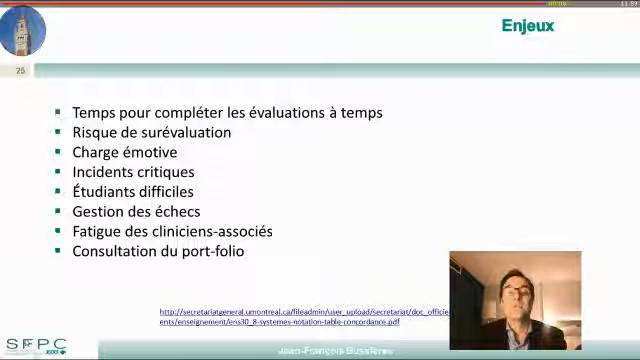 Enjeux
25
Temps pour compléter les évaluations à temps
Risque de surévaluation
Charge émotive
Incidents critiques
Étudiants difficiles
Gestion des échecs
Fatigue des cliniciens-associés
Consultation du port-folio
http://secretariatgeneral.umontreal.ca/fileadmin/user_upload/secretariat/doc_officie
ents/enseignement/ens30_8-systemes-notation-table-concordance.pdf
SFPC
Jean-François Bussières